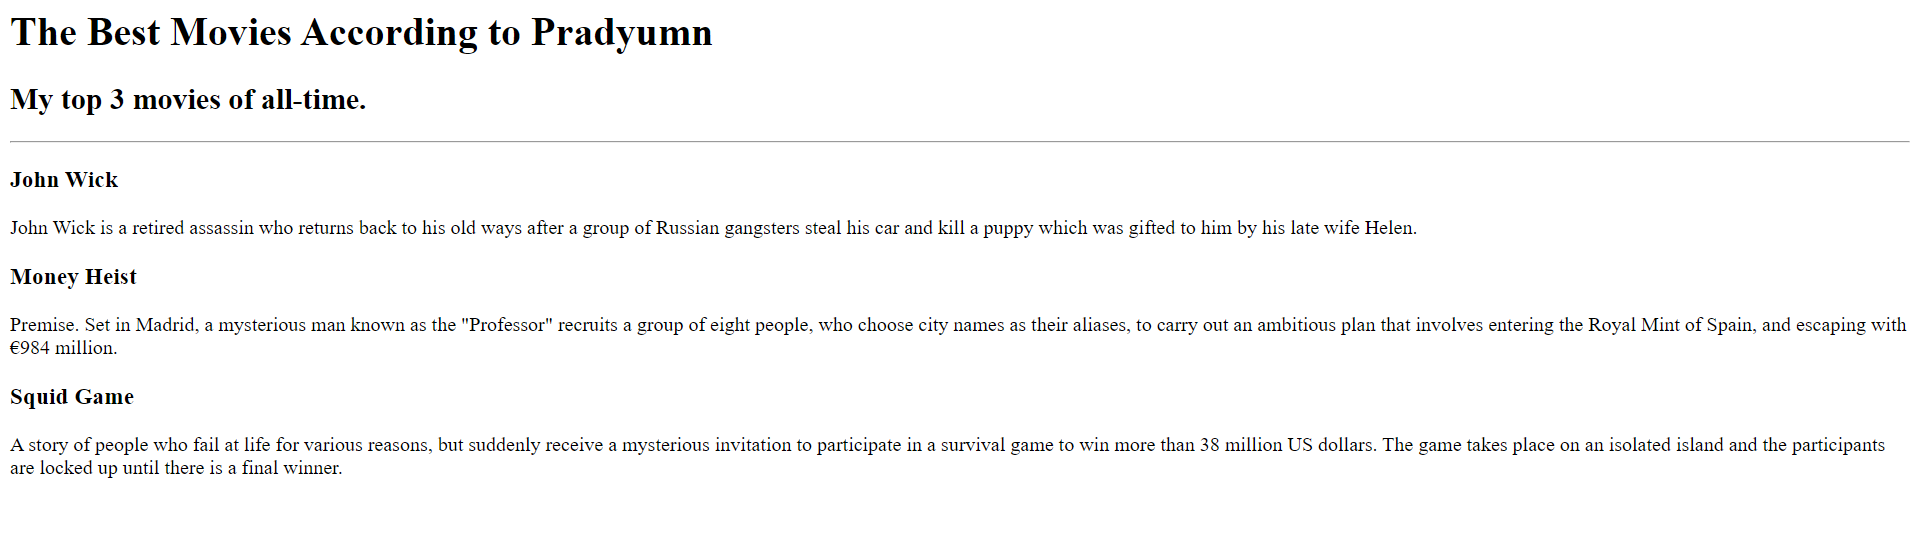 The Best Movies According to Pradyumn
My top 3 movies of all-time.
John Wick
John Wick is a retired assassin who returns back to his old ways after a group of Russian gangsters steal his car and kill a puppy which was gifted to him by his late wife Helen.
Money Heist
Premise. Set in Madrid, a mysterious man known as the "Professor" recruits a group of eight people, who choose city names as their aliases, to carry out an ambitious plan that involves entering the Royal Mint of Spain, and escaping with
€984 million.
Squid Game
A story of people who fail at life for various reasons, but suddenly receive a mysterious invitation to participate in a survival game to win more than 38 million US dollars. The game takes place on an isolated island and the participants
are locked up until there is a final winner.